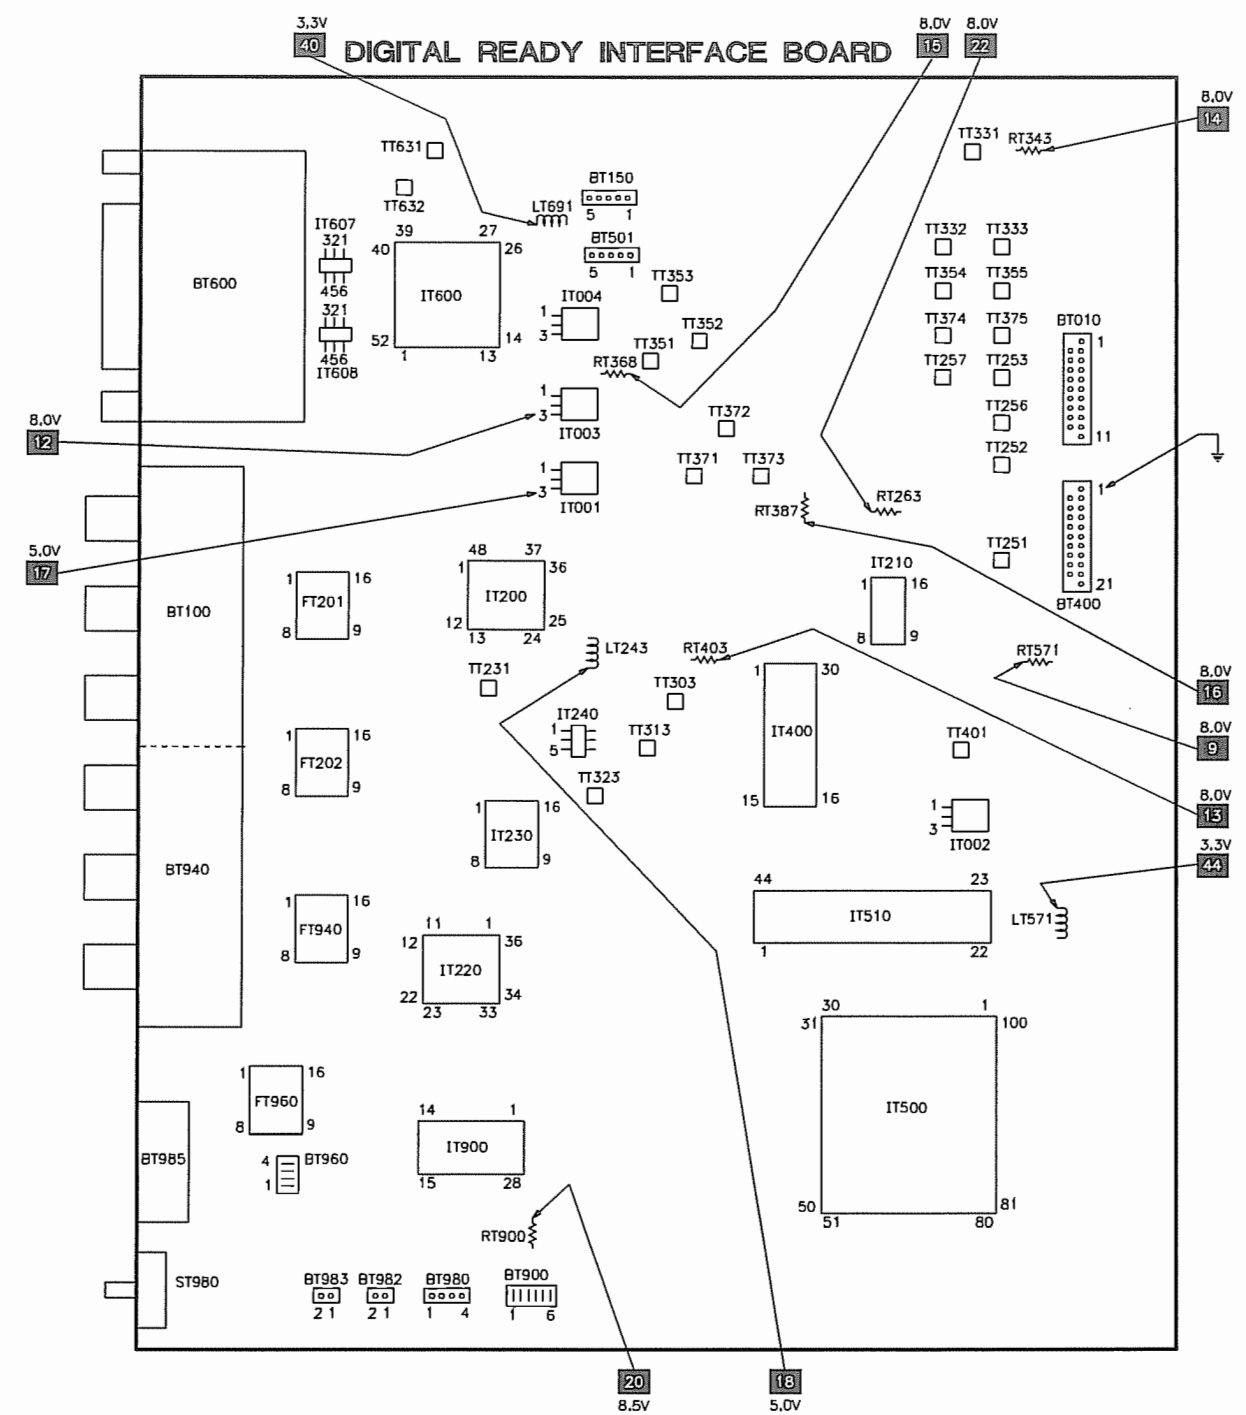 3.3V 8.0V 8.0V
40 DIGITAL READY INTERFACE BOARD 15 22
8.0V
14
TT631 TT331 RT343
TT632 BT150
LT691 5 1
IT607
321
456
321
456
IT608
39 27
40 26
IT600
52 14
1 13
BT600
BT501
5 1
TT332 TT333
IT004
1
3
TT353
TT354 TT355
TT352
TT351
TT374 TT375
BT010
1
11
RT368
TT257 TT253
8.0V
12
1
3
IT003
TT372
TT256
TT252
1
3
IT001
TT371 TT373
RT387 RT263
1
21
BT400
5.0V
17
TT251
48 37
1 36
IT200
12 25
13 24
IT210
1 16
8 9
BT100
1 16
FT201
8 9
LT243 RT403 RT571
TT231
TT303
1 30
IT400
15 16
8.0V
16
IT240
1
5
TT313
TT401
8.0V
9
1 16
FT202
8 9
TT323
8.0V
13
1
3
IT002
1 16
IT230
8 9
3.3V
44
BT940
44 23
IT510
1 22
LT571
1 16
FT940
8 9
11 1
12 36
IT220
22 34
23 33
30 1
31 100
IT500
50 81
51 80
1 16
FT960
8 9
14 1
IT900
15 28
BT985
4
1
BT960
RT900
ST980
BT983 BT982 BT980 BT900
2 1 2 1 1 4 1 6
20 18
8.5V 5.0V